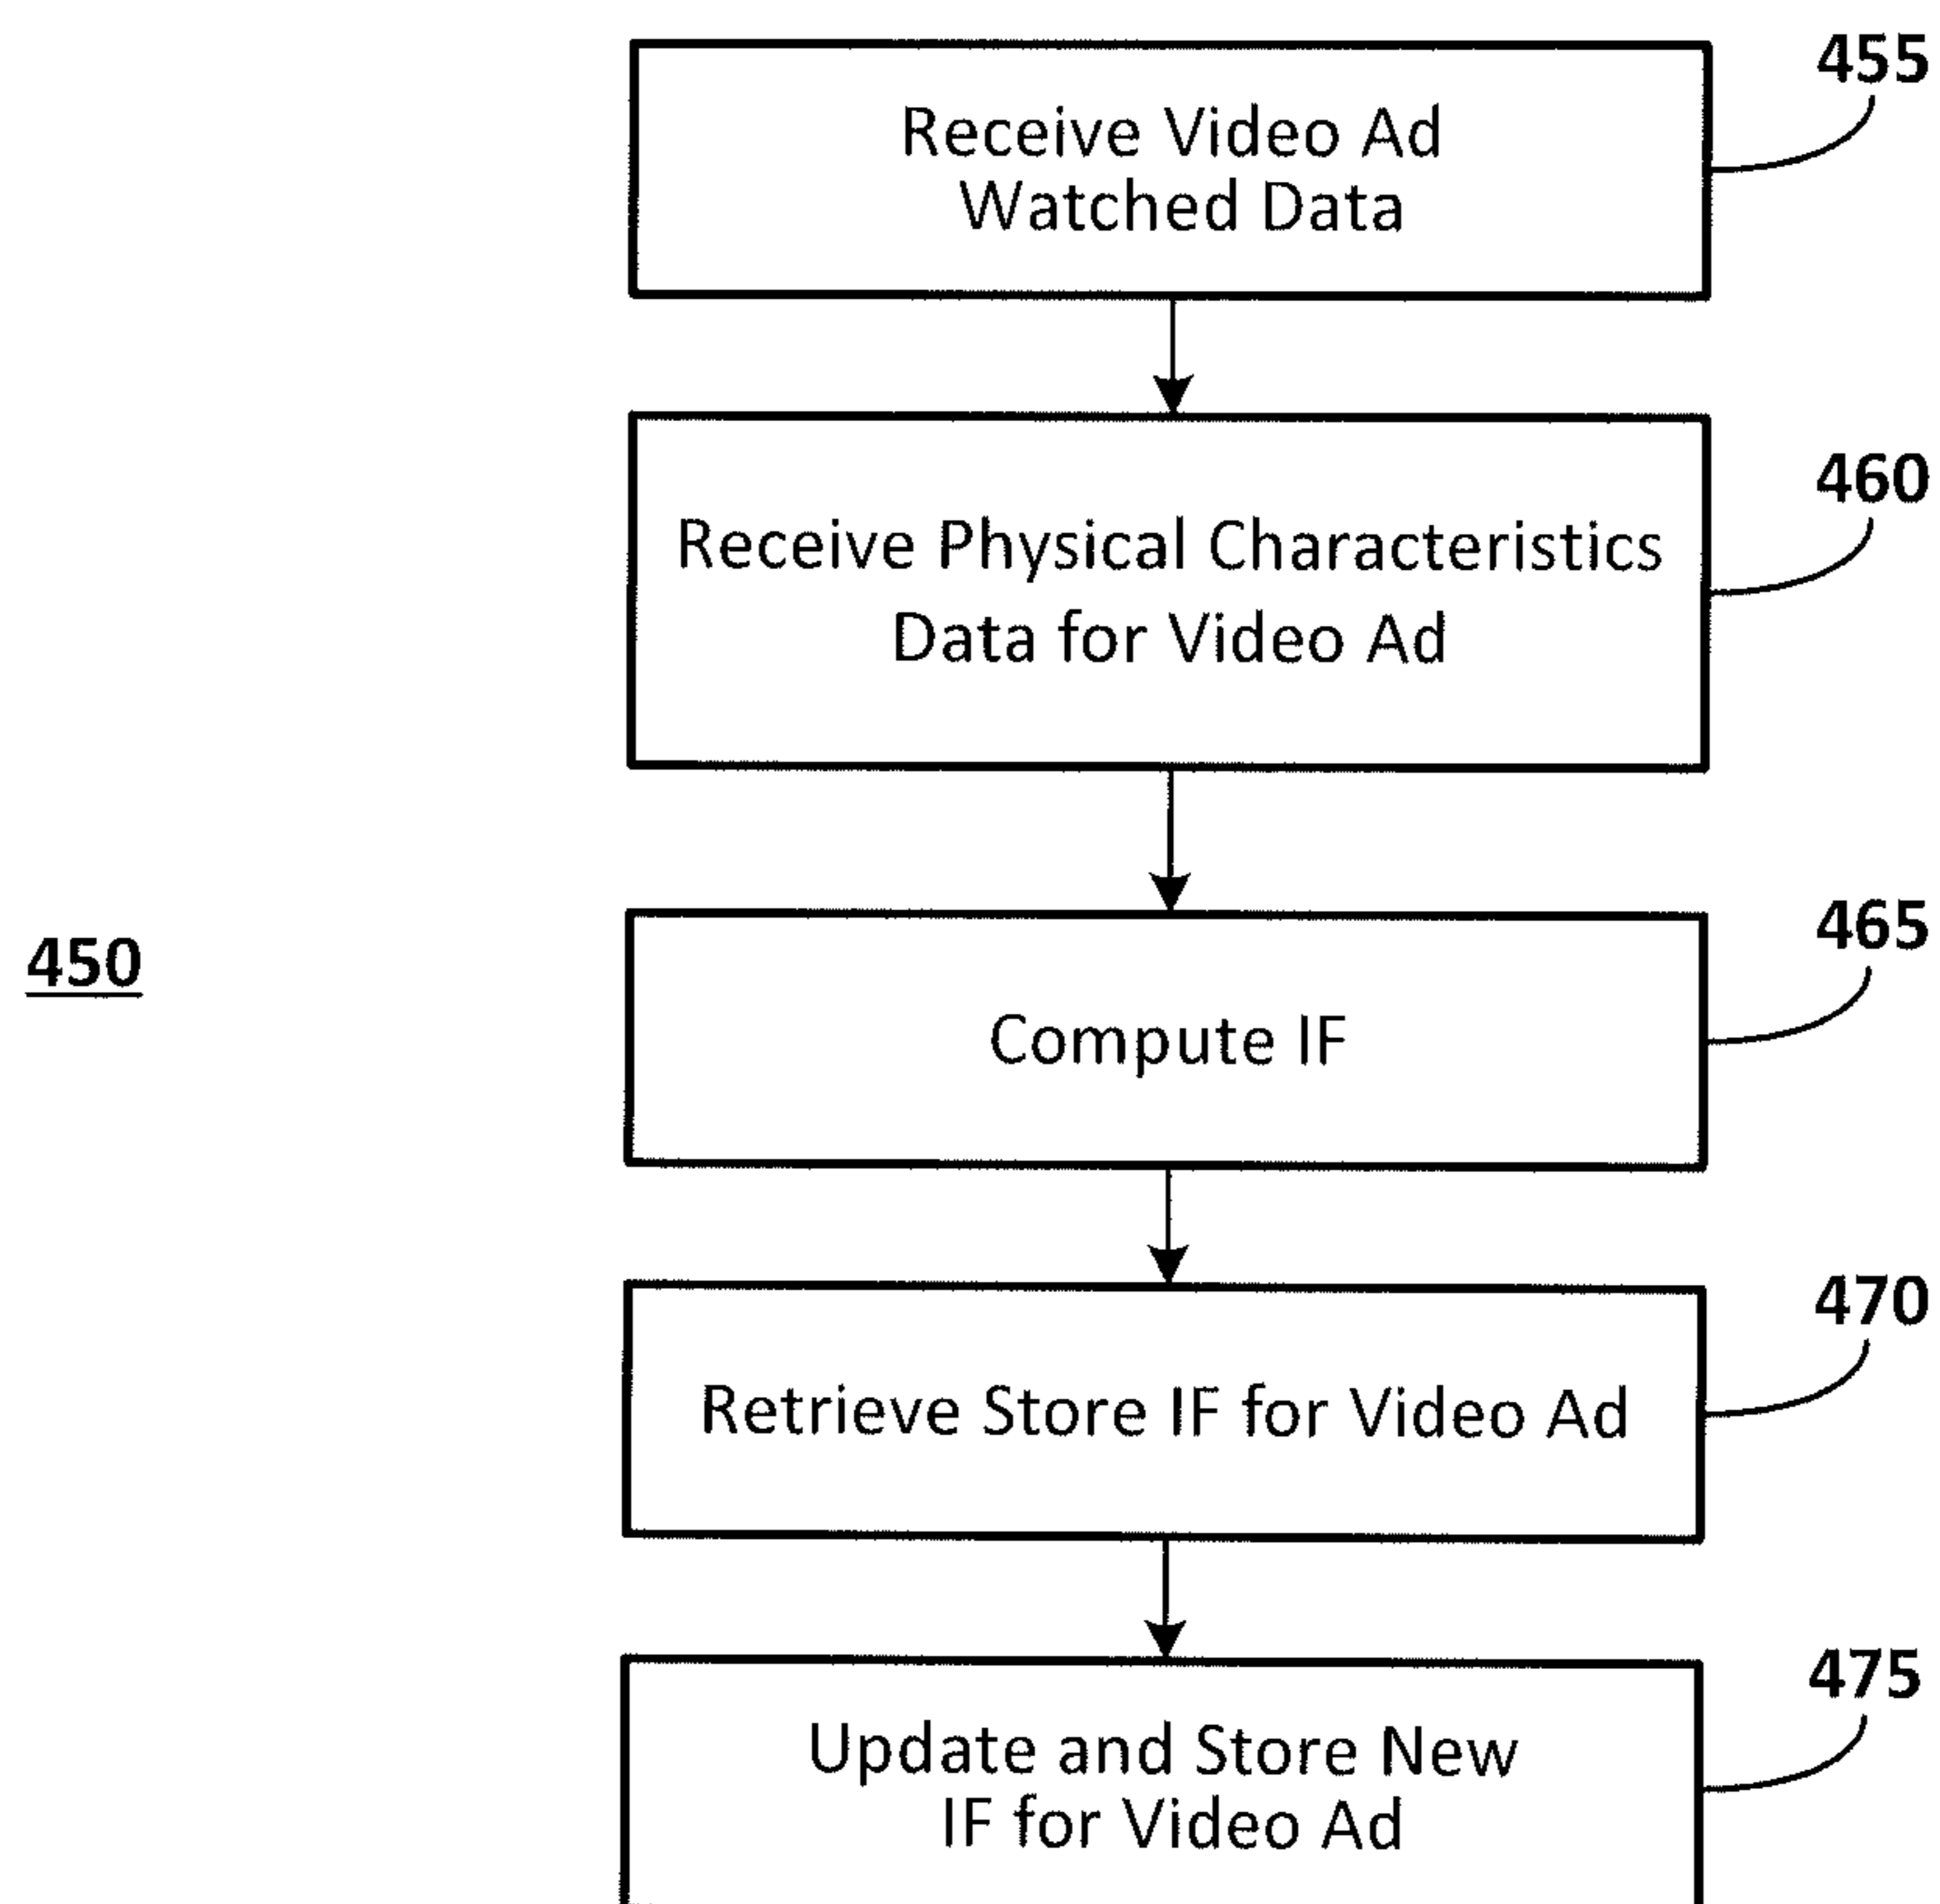 455
Receive Video Ad
Watched Data
460
Receive Physical Characteristics
Data for Video Ad
465
450
Compute IF
470
Retrieve Store IF for Video Ad
475
Update and Store New
IF for Video Ad